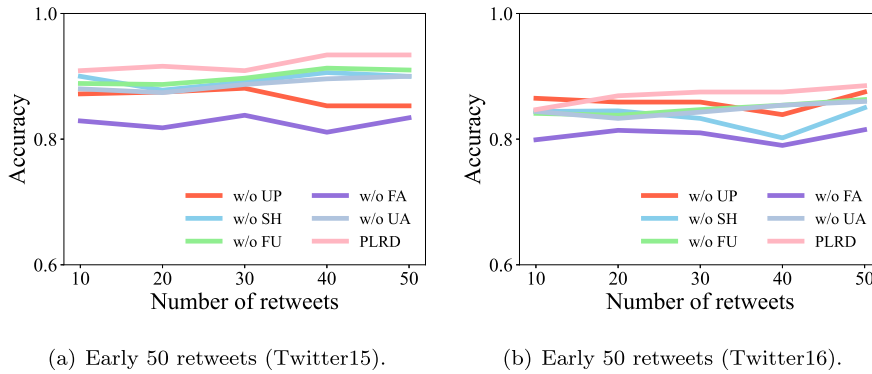 1.0
0.8
0.6
Accuracy
w/o UP
w/o SH
w/o FU
w/o FA
w/o UA
PLRD
10 20 30 40 50
Number of retweets
(a) Early 50 retweets (Twitter15).
1.0
0.8
0.6
Accuracy
w/o UP
w/o SH
w/o FU
w/o FA
w/o UA
PLRD
10 20 30 40 50
Number of retweets
(b) Early 50 retweets (Twitter16).